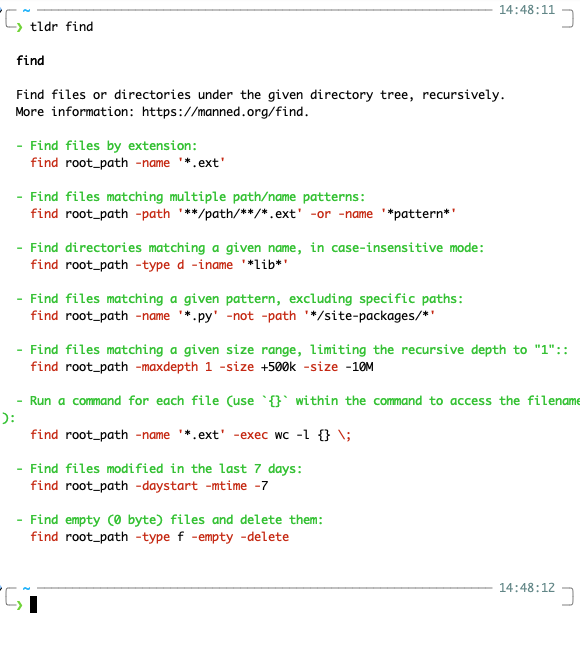 ~ 14:48:11
❯ tldr find
find
Find files or directories under the given directory tree, recursively.
More information: https://manned.org/find.
- Find files by extension:
find root_path -name '*.ext'
- Find files matching multiple path/name patterns:
find root_path -path '**/path/**/*.ext' -or -name '*pattern*'
- Find directories matching a given name, in case-insensitive mode:
find root_path -type d -iname '*lib*'
- Find files matching a given pattern, excluding specific paths:
find root_path -name '*.py' -not -path '*/site-packages/*'
- Find files matching a given size range, limiting the recursive depth to "1"::
find root_path -maxdepth 1 -size +500k -size -10M
- Run a command for each file (use `{}` within the command to access the filename
):
find root_path -name '*.ext' -exec wc -l {} \;
- Find files modified in the last 7 days:
find root_path -daystart -mtime -7
- Find empty (0 byte) files and delete them:
find root_path -type f -empty -delete
~ 14:48:12
❯